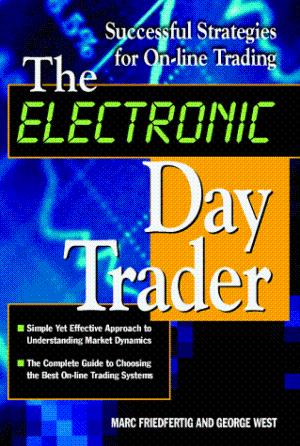 Successful Strategies
for On-line Trading
The
ELECTRONIC
Day
Trader
Simple Yet Effective Approach to
Understanding Market Dynamics
The Complete Guide to Choosing
the Best On-line Trading Systems
MARC FRIEDFERTIG AND GEORGE WEST